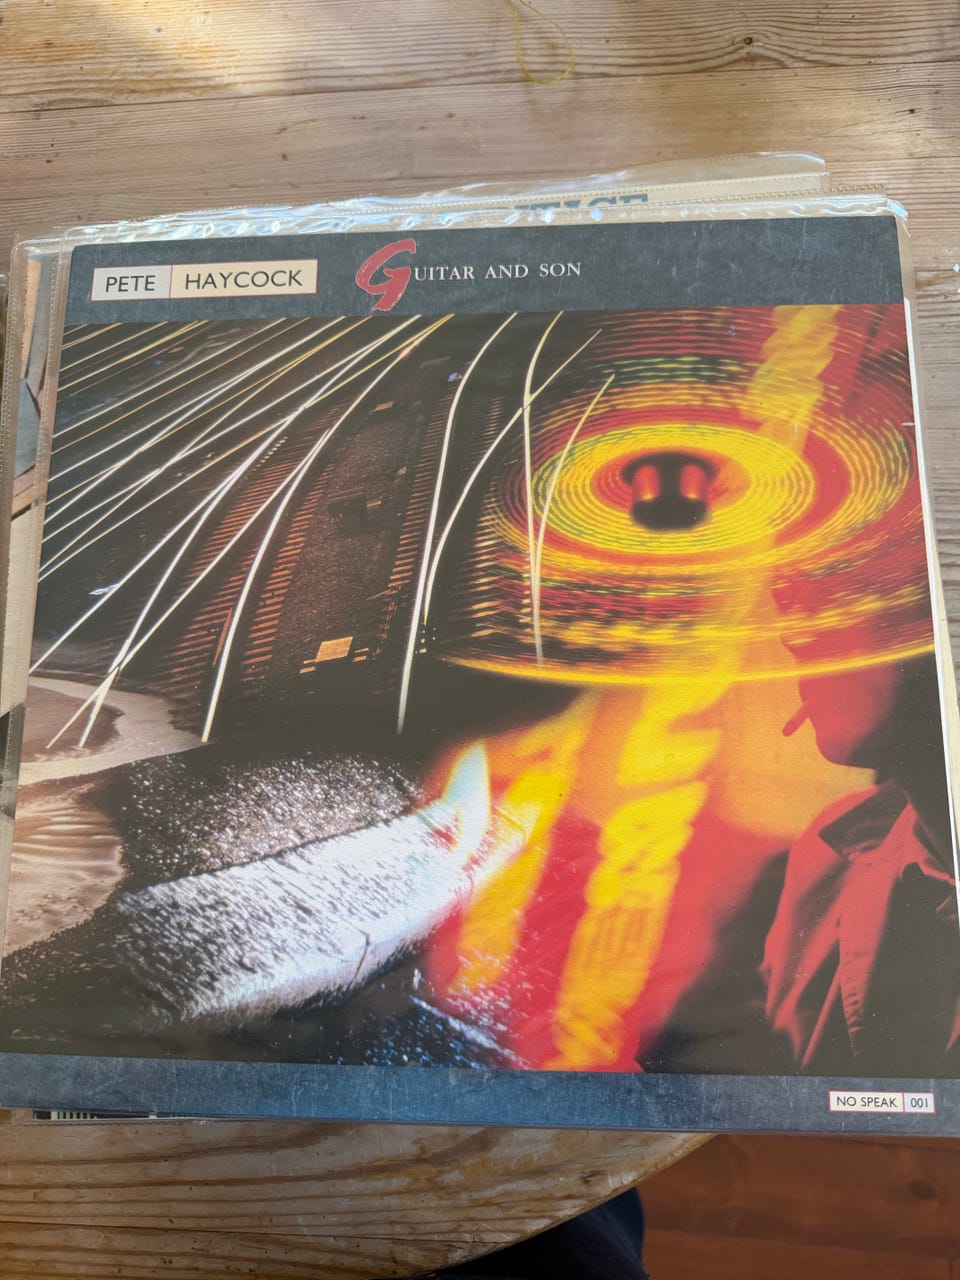 PETE HAYCOCK
GUITAR AND SON
NO SPEAK 001